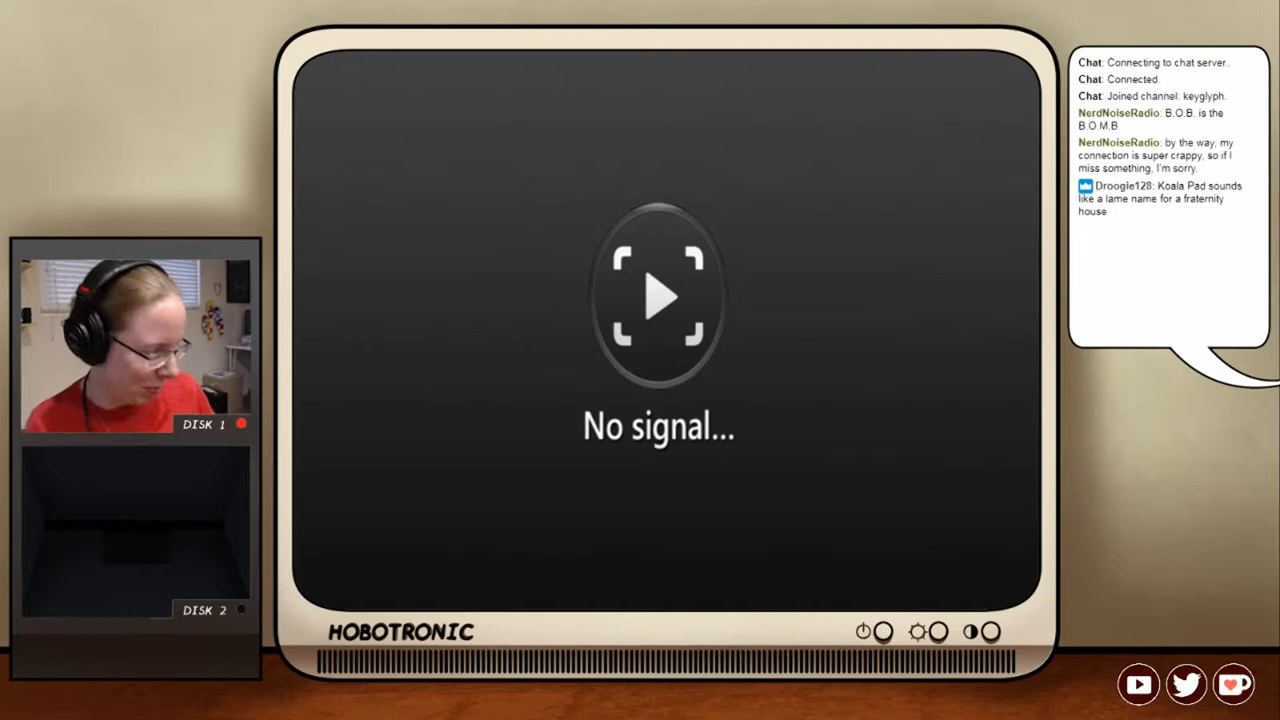 Chat: Connecting to chat server..
Chat: Connected.
Chat: Joined channel: keyglyph.
NerdNoiseRadio: B.O.B. is the
B.O.M.B
NerdNoiseRadio: by the way, my
connection is super crappy, so if I
miss something, I'm sorry.
Droogie128: Koala Pad sounds
like a lame name for a fraternity
house
No signal...
DISK 1
DISK 2
HOBOTRONIC